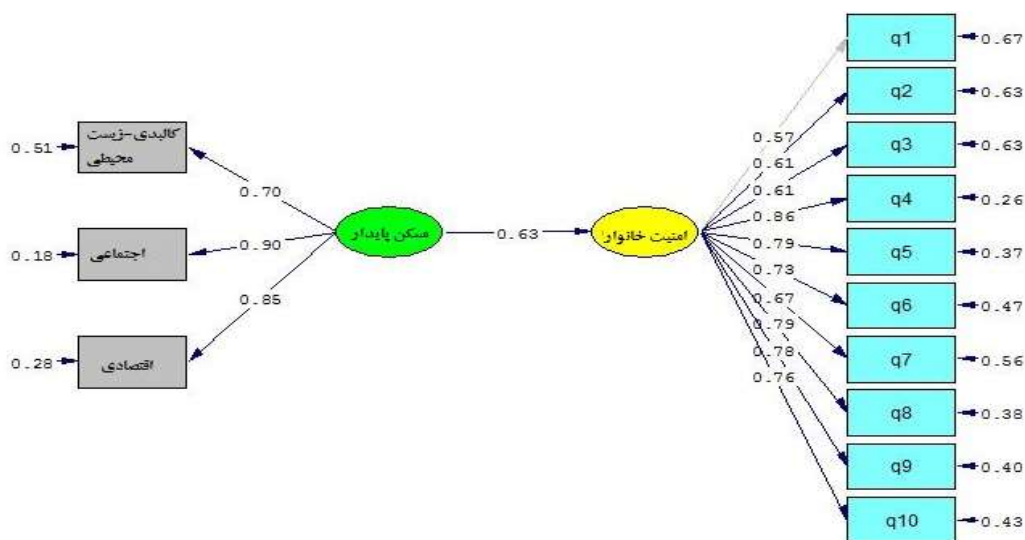 0.51
کالبدی-زیست
محیطی
0.18
اجتماعی
0.28
اقتصادی
0.70
0.90
0.85
مسکن پایدار
0.63
امنیت خانوار
0.57
0.61
0.61
0.86
0.79
0.73
0.67
0.79
0.78
0.76
q1
0.67
q2
0.63
q3
0.63
q4
0.26
q5
0.37
q6
0.47
q7
0.56
q8
0.38
q9
0.40
q10
0.43